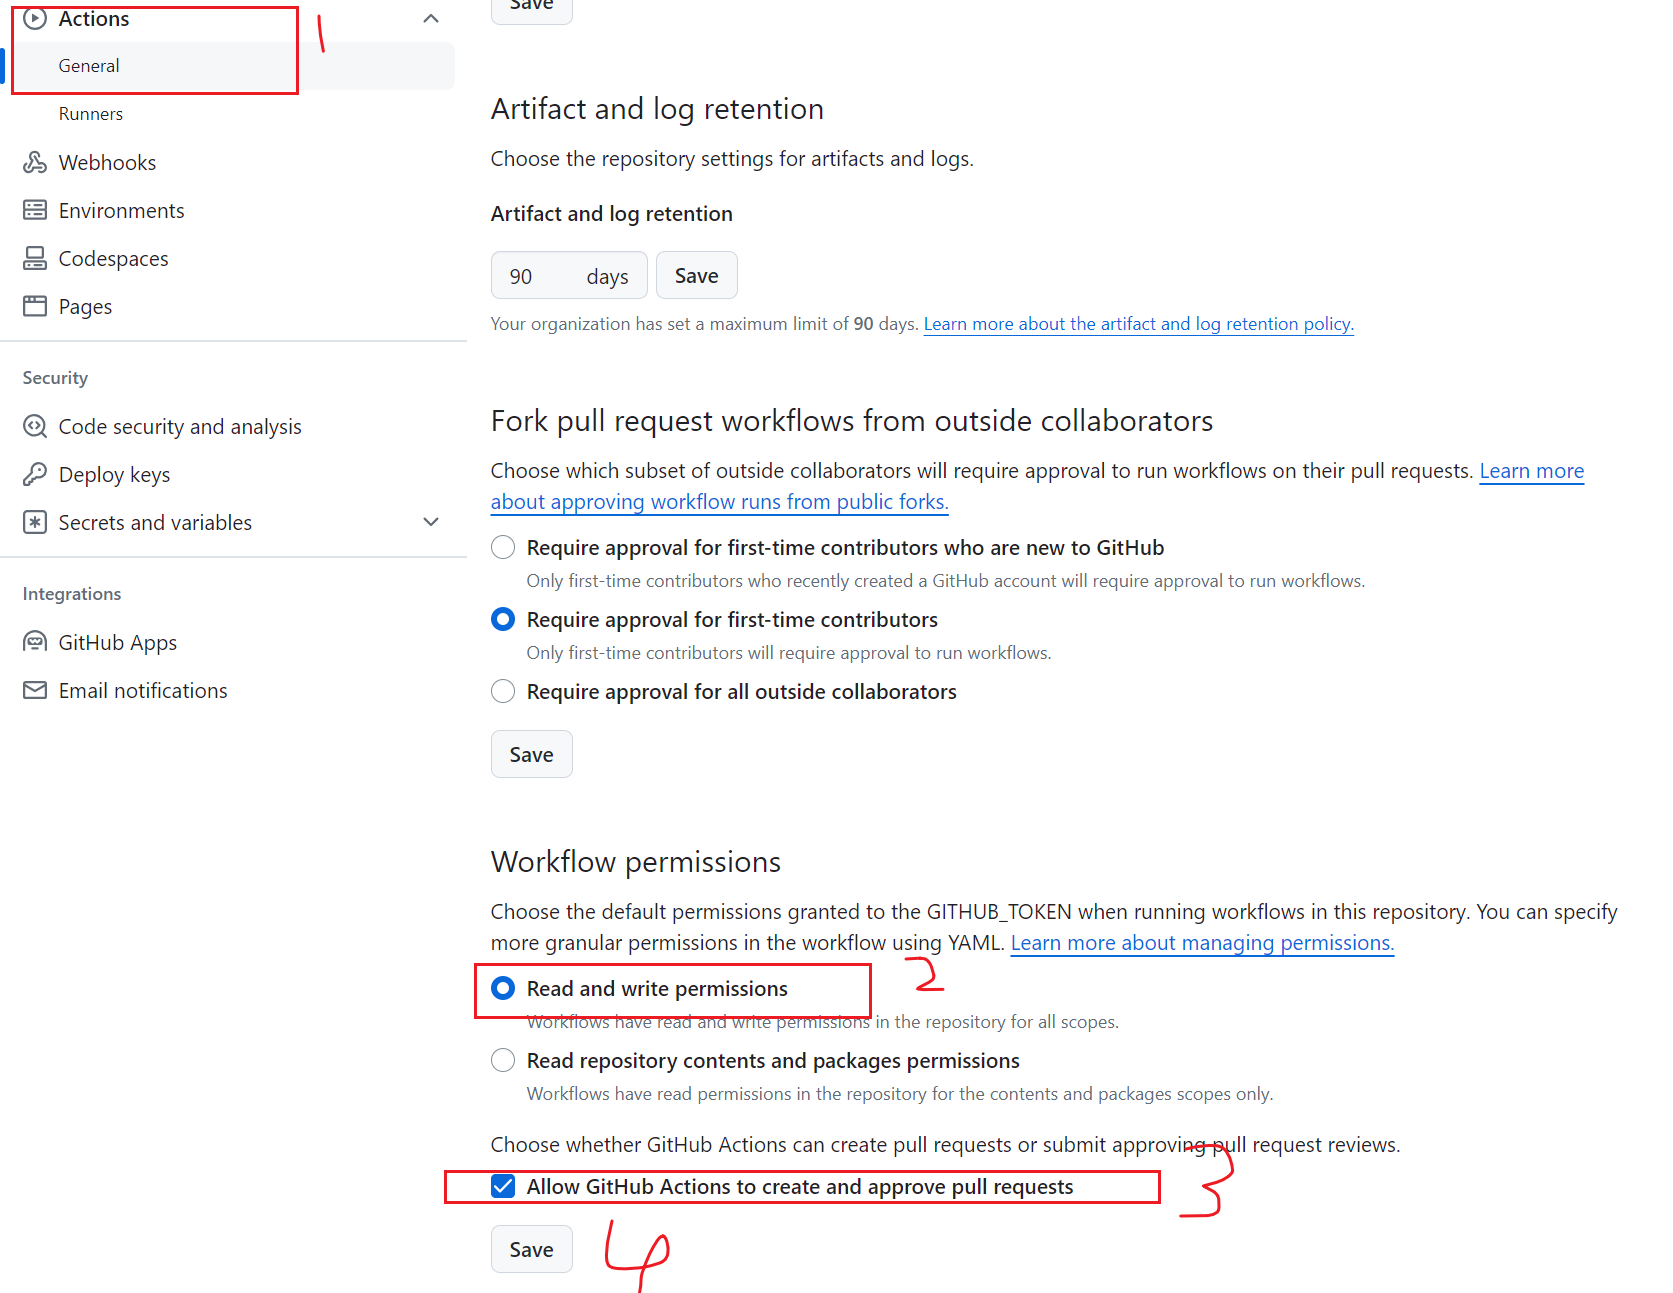 Actions
General
Runners
Webhooks
Environments
Codespaces
Pages
Security
Code security and analysis
Deploy keys
Secrets and variables
Integrations
GitHub Apps
Email notifications
1
Save
Artifact and log retention
Choose the repository settings for artifacts and logs.
Artifact and log retention
90 days Save
Your organization has set a maximum limit of 90 days. Learn more about the artifact and log retention policy.
Fork pull request workflows from outside collaborators
Choose which subset of outside collaborators will require approval to run workflows on their pull requests. Learn more
about approving workflow runs from public forks.
Require approval for first-time contributors who are new to GitHub
Only first-time contributors who recently created a GitHub account will require approval to run workflows.
Require approval for first-time contributors
Only first-time contributors will require approval to run workflows.
Require approval for all outside collaborators
Save
Workflow permissions
Choose the default permissions granted to the GITHUB_TOKEN when running workflows in this repository. You can specify
more granular permissions in the workflow using YAML. Learn more about managing permissions.
Read and write permissions 2
Workflows have read and write permissions in the repository for all scopes.
Read repository contents and packages permissions
Workflows have read permissions in the repository for the contents and packages scopes only.
Choose whether GitHub Actions can create pull requests or submit approving pull request reviews.
Allow GitHub Actions to create and approve pull requests 3
Save 4